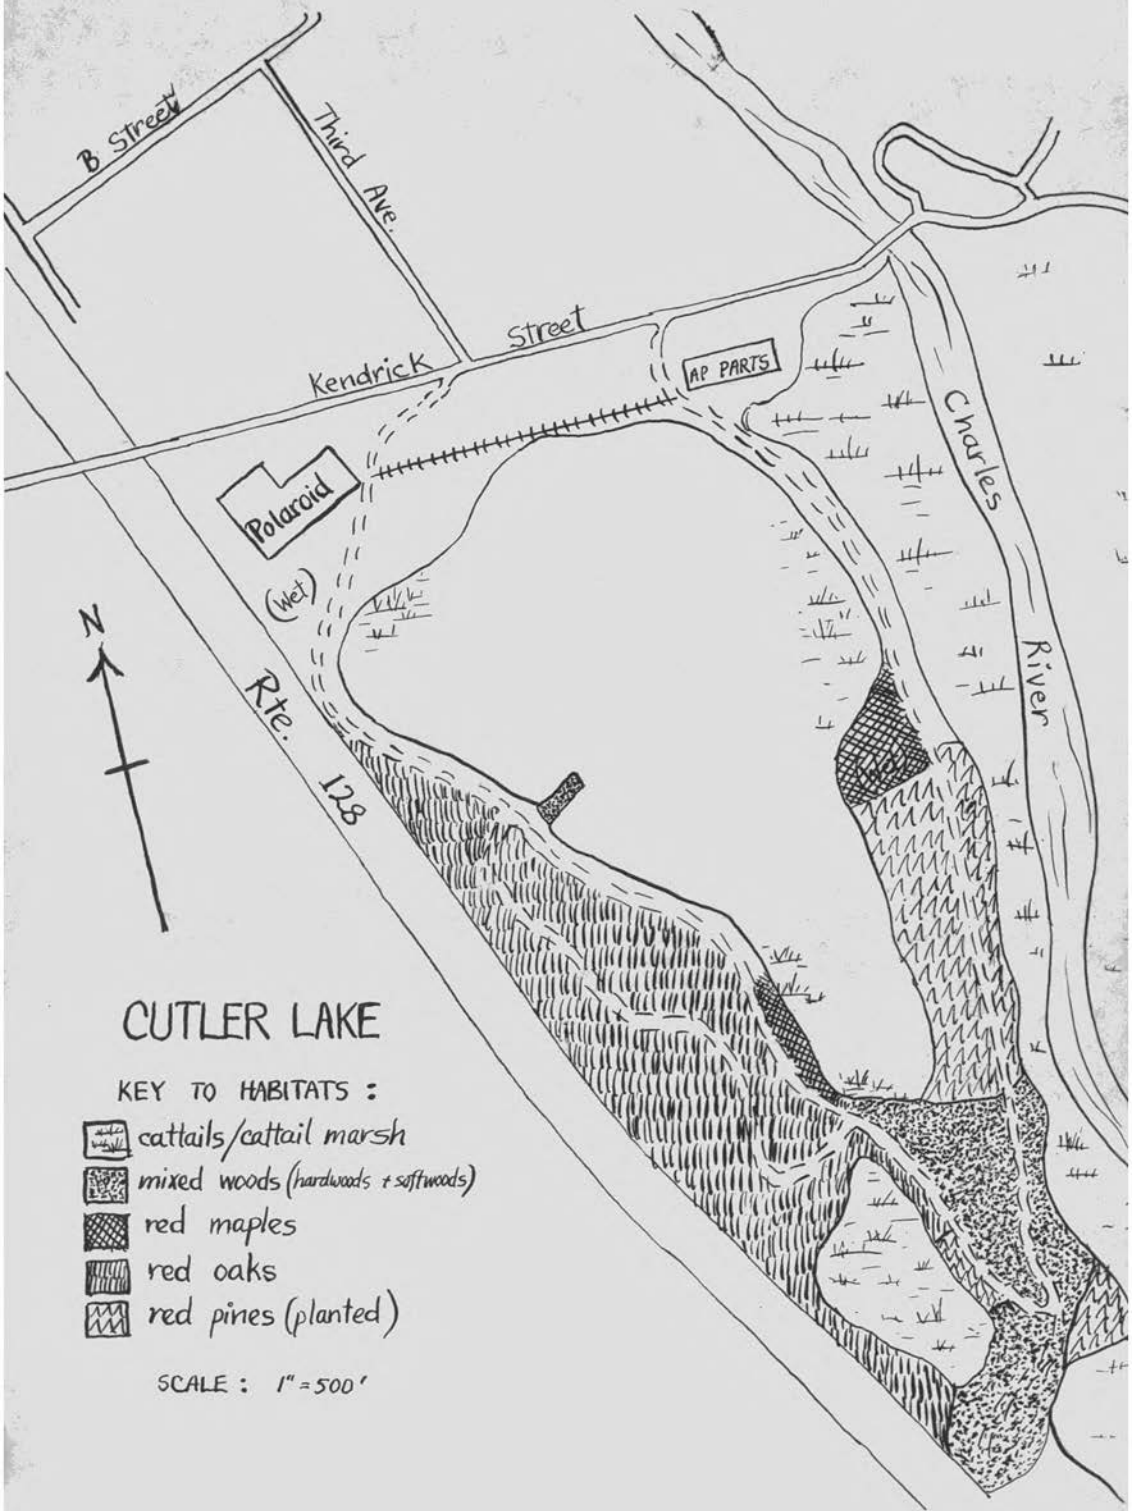 B Street
Third Ave.
Kendrick Street
AP PARTS
Polaroid
(Wet)
Charles River
N
Rte. 128
CUTLER LAKE
KEY TO HABITATS :
cattails/cattail marsh
mixed woods (hardwoods + softwoods)
red maples
red oaks
red pines (planted)
SCALE : 1" = 500'